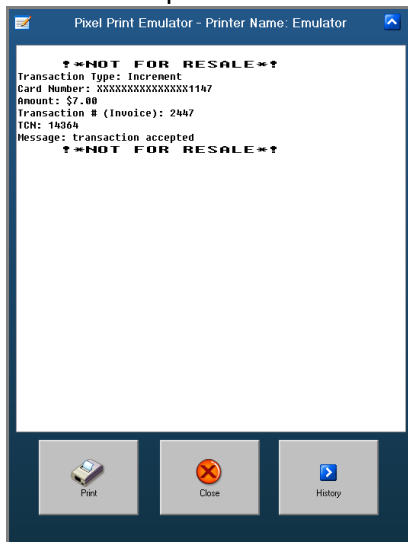 Pixel Print Emulator - Printer Name: Emulator
!*NOT FOR RESALE*!
Transaction Type: Increment
Card Number: XXXXXXXXXXXXXXX1147
Amount: $7.00
Transaction # (Invoice): 2447
TCN: 14364
Message: transaction accepted
!*NOT FOR RESALE*!
Print
Close
History